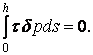 ∫₀ʰ τδpds = 0.